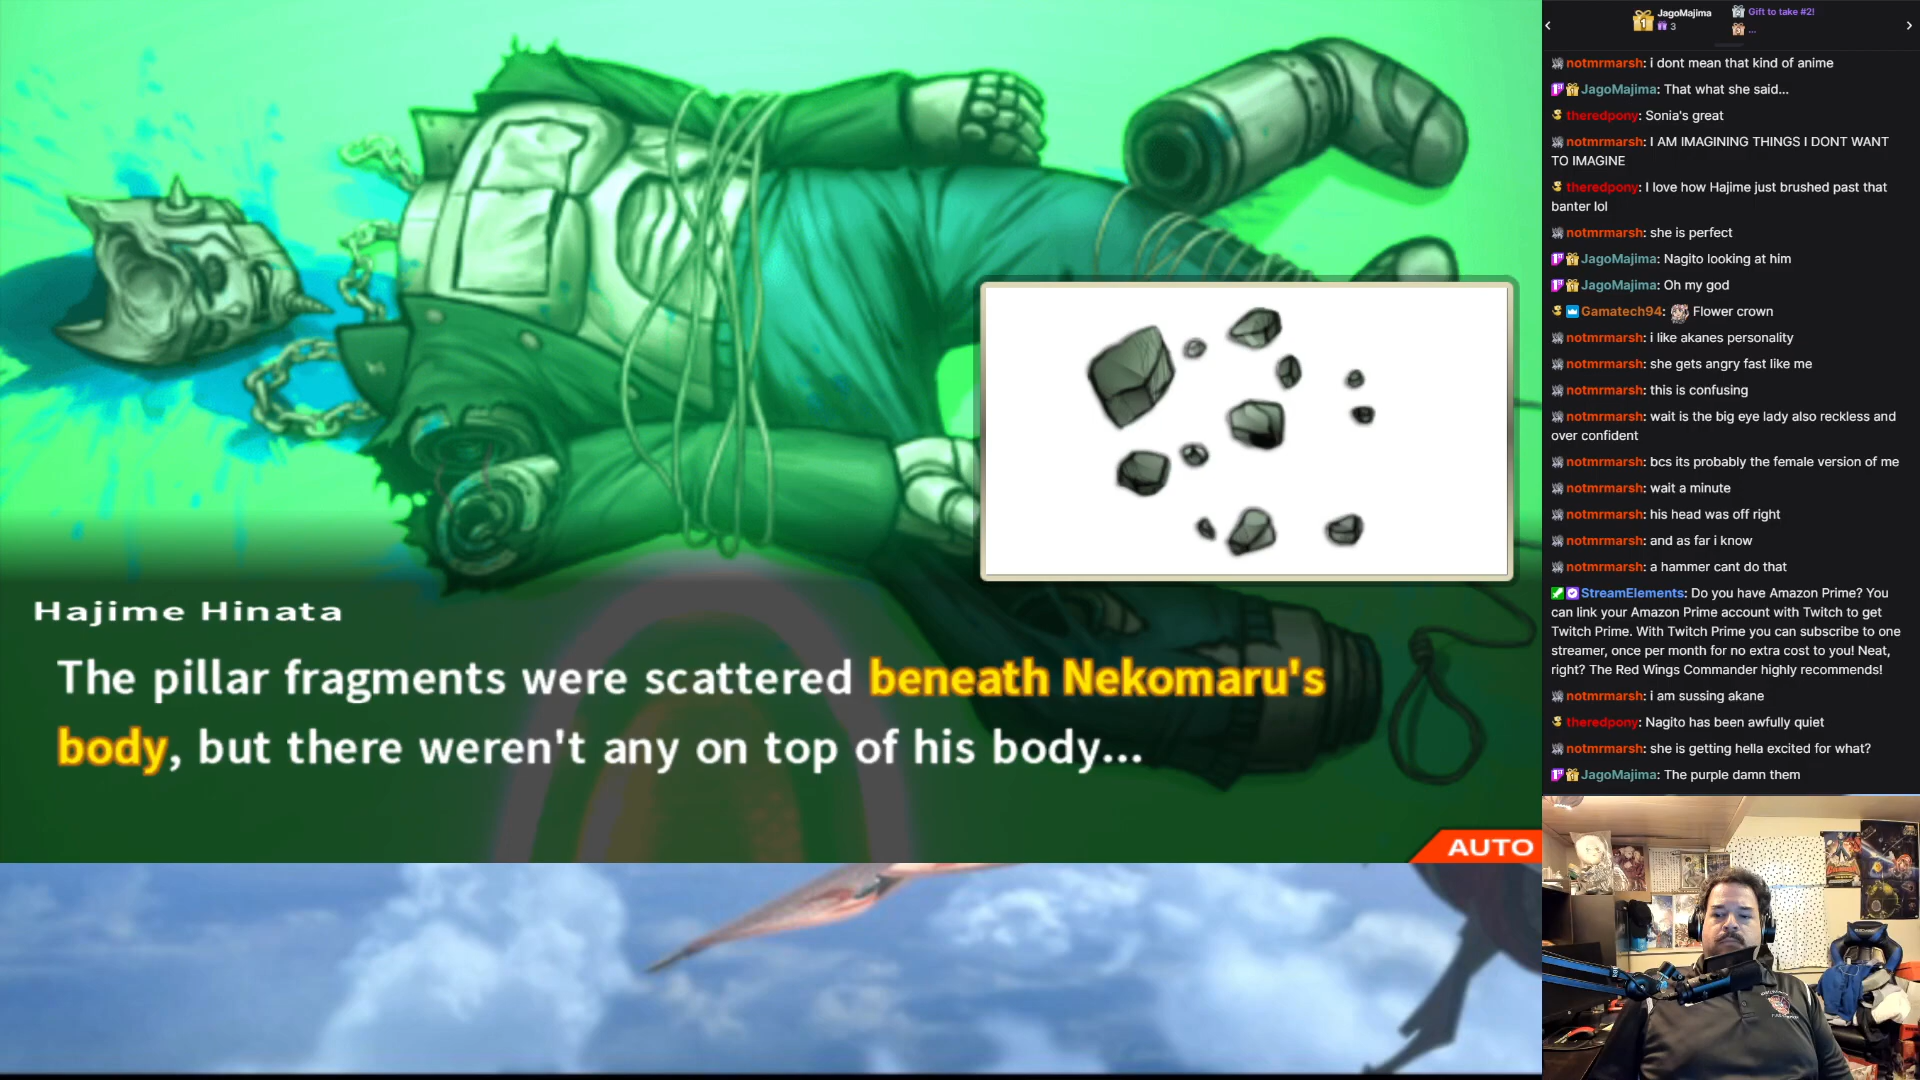 Hajime Hinata
The pillar fragments were scattered beneath Nekomaru's
body, but there weren't any on top of his body...
AUTO
JagoMajima
3
Gift to take #2!
...
notmrmarsh: i dont mean that kind of anime
JagoMajima: That what she said...
theredpony: Sonia's great
notmrmarsh: I AM IMAGINING THINGS I DONT WANT
TO IMAGINE
theredpony: I love how Hajime just brushed past that
banter lol
notmrmarsh: she is perfect
JagoMajima: Nagito looking at him
JagoMajima: Oh my god
Gamatech94: Flower crown
notmrmarsh: i like akanes personality
notmrmarsh: she gets angry fast like me
notmrmarsh: this is confusing
notmrmarsh: wait is the big eye lady also reckless and
over confident
notmrmarsh: bcs its probably the female version of me
notmrmarsh: wait a minute
notmrmarsh: his head was off right
notmrmarsh: and as far i know
notmrmarsh: a hammer cant do that
StreamElements: Do you have Amazon Prime? You
can link your Amazon Prime account with Twitch to get
Twitch Prime. With Twitch Prime you can subscribe to one
streamer, once per month for no extra cost to you! Neat,
right? The Red Wings Commander highly recommends!
notmrmarsh: i am sussing akane
theredpony: Nagito has been awfully quiet
notmrmarsh: she is getting hella excited for what?
JagoMajima: The purple damn them